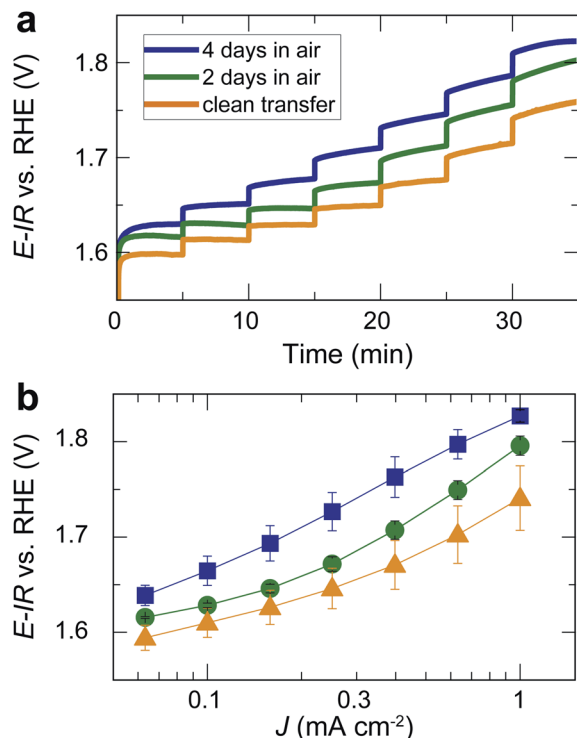 a
4 days in air
2 days in air
clean transfer
E-IR vs. RHE (V)
1.8
1.7
1.6
0 10 20 30
Time (min)
b
E-IR vs. RHE (V)
1.8
1.7
1.6
0.1 0.3 1
J (mA cm⁻²)